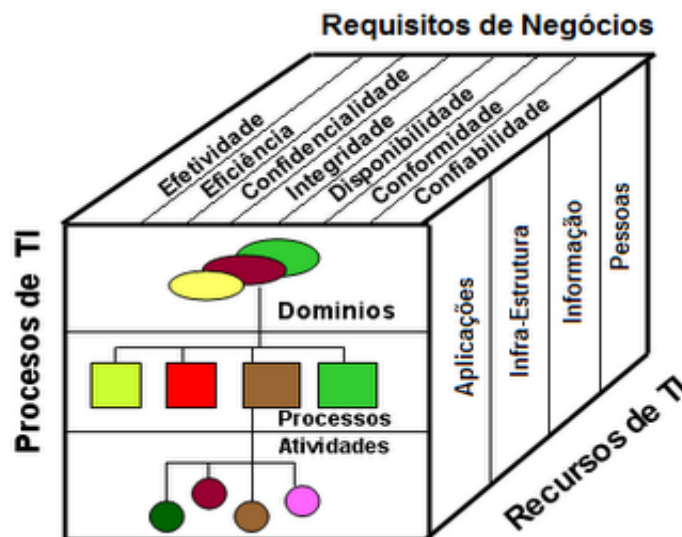 Requisitos de Negócios
Efetividade
Eficiência
Confidencialidade
Integridade
Disponibilidade
Conformidade
Confiabilidade
Procesos de TI
Dominios
Processos
Atividades
Aplicações
Infra-Estrutura
Informação
Pessoas
Recursos de TI